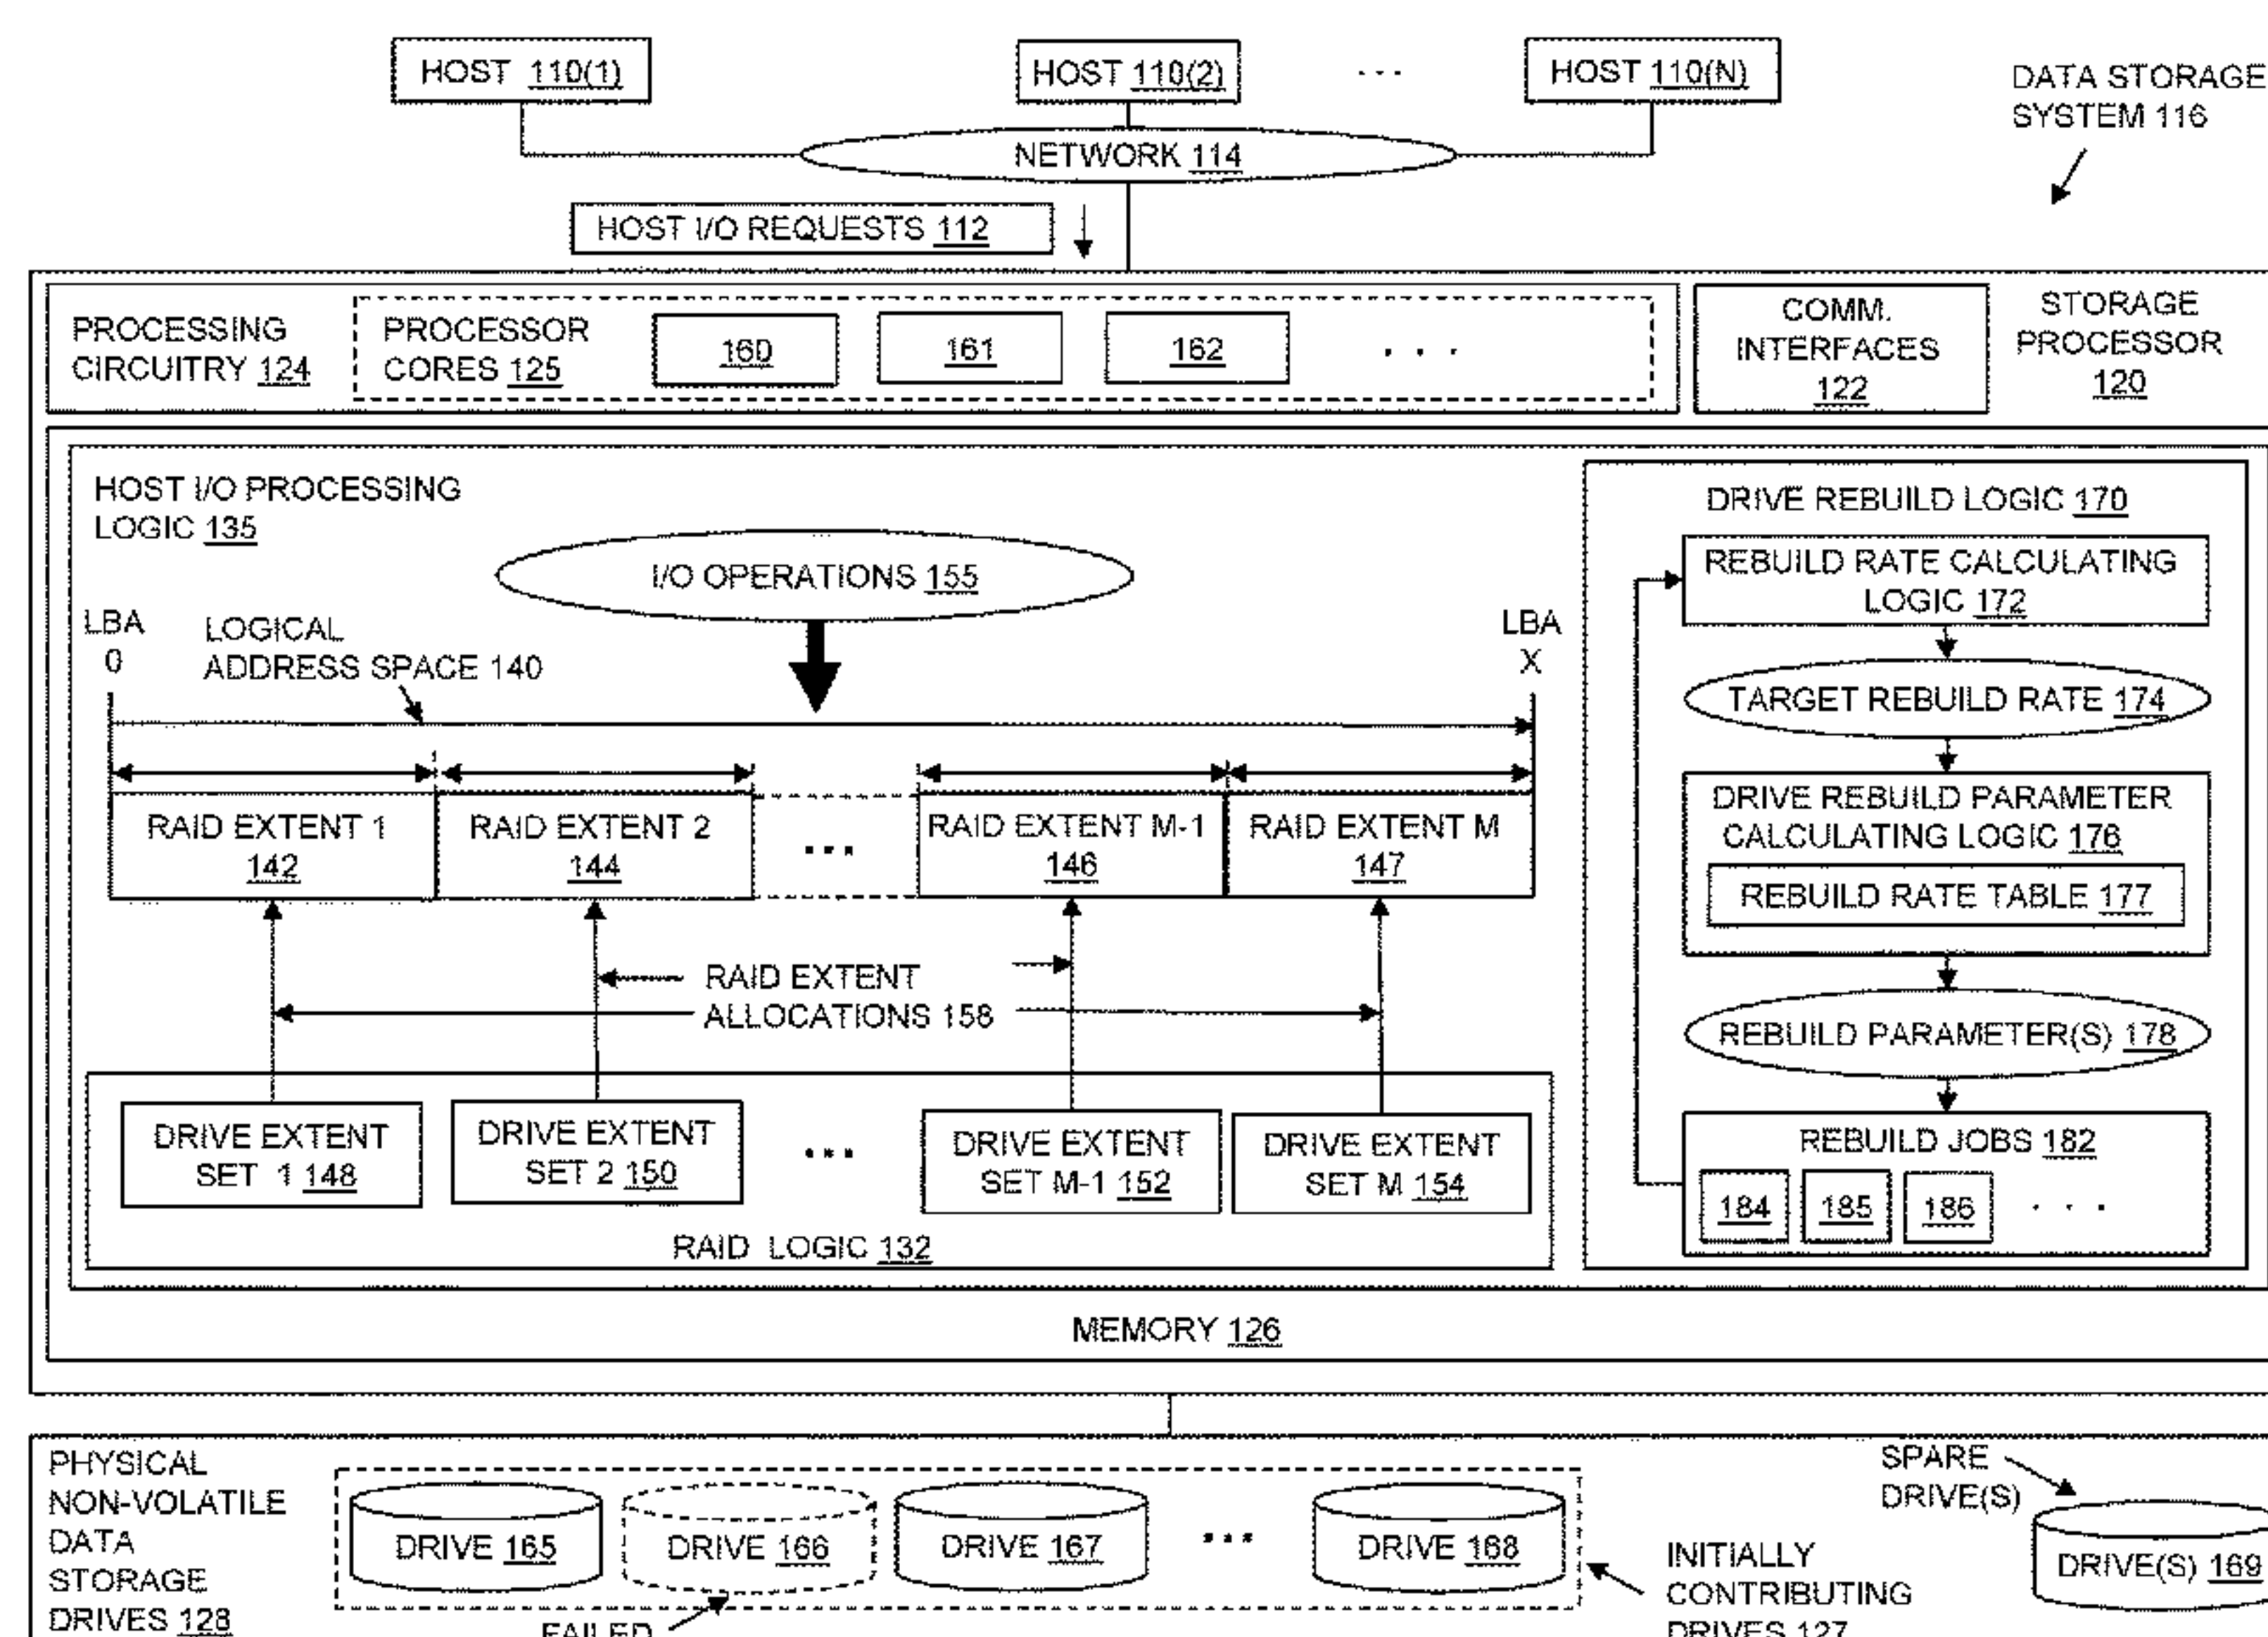 HOST 110(1)
HOST 110(2)
...
HOST 110(N)
DATA STORAGE
SYSTEM 116
NETWORK 114
HOST I/O REQUESTS 112
PROCESSING
CIRCUITRY 124
PROCESSOR
CORES 125
160
161
162
...
COMM.
INTERFACES
122
STORAGE
PROCESSOR
120
HOST I/O PROCESSING
LOGIC 135
I/O OPERATIONS 155
LBA
0
LOGICAL
ADDRESS SPACE 140
LBA
X
RAID EXTENT 1
142
RAID EXTENT 2
144
...
RAID EXTENT M-1
146
RAID EXTENT M
147
RAID EXTENT
ALLOCATIONS 158
DRIVE EXTENT
SET 1 148
DRIVE EXTENT
SET 2 150
...
DRIVE EXTENT
SET M-1 152
DRIVE EXTENT
SET M 154
RAID LOGIC 132
DRIVE REBUILD LOGIC 170
REBUILD RATE CALCULATING
LOGIC 172
TARGET REBUILD RATE 174
DRIVE REBUILD PARAMETER
CALCULATING LOGIC 176
REBUILD RATE TABLE 177
REBUILD PARAMETER(S) 178
REBUILD JOBS 182
184
185
186
...
MEMORY 126
PHYSICAL
NON-VOLATILE
DATA
STORAGE
DRIVES 128
DRIVE 165
DRIVE 166
DRIVE 167
...
DRIVE 168
FAILED
INITIALLY
CONTRIBUTING
DRIVES 127
SPARE
DRIVE(S)
DRIVE(S) 169